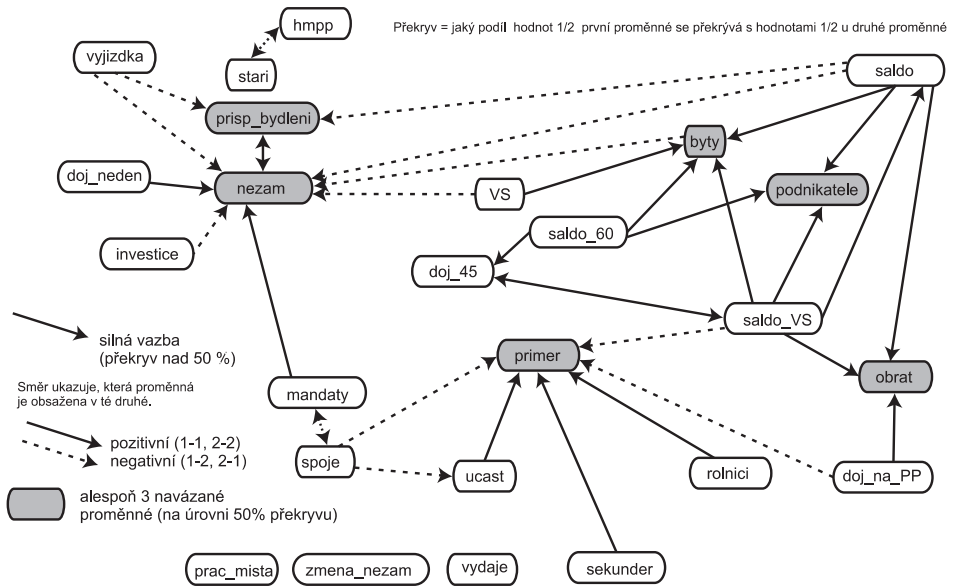 hmpp
Překryv = jaký podíl hodnot 1/2 první proměnné se překrývá s hodnotami 1/2 u druhé proměnné
vyjizdka
stari
saldo
prisp_bydleni
byty
doj_neden
nezam
VS
podnikatele
saldo_60
investice
doj_45
saldo_VS
silná vazba
(překryv nad 50 %)
primer
obrat
Směr ukazuje, která proměnná
je obsažena v té druhé.
mandaty
pozitivní (1-1, 2-2)
negativní (1-2, 2-1)
spoje
ucast
rolnici
doj_na_PP
alespoň 3 navázané
proměnné (na úrovni 50% překryvu)
prac_mista
zmena_nezam
vydaje
sekunder